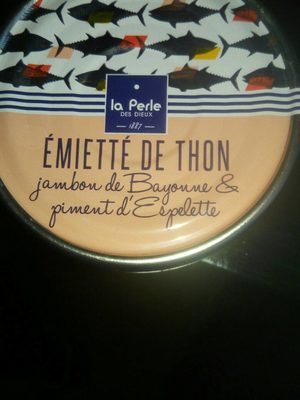 la Perle
DES DIEUX
1887
ÉMIETTÉ DE THON
jambon de Bayonne &
piment d'Espelette